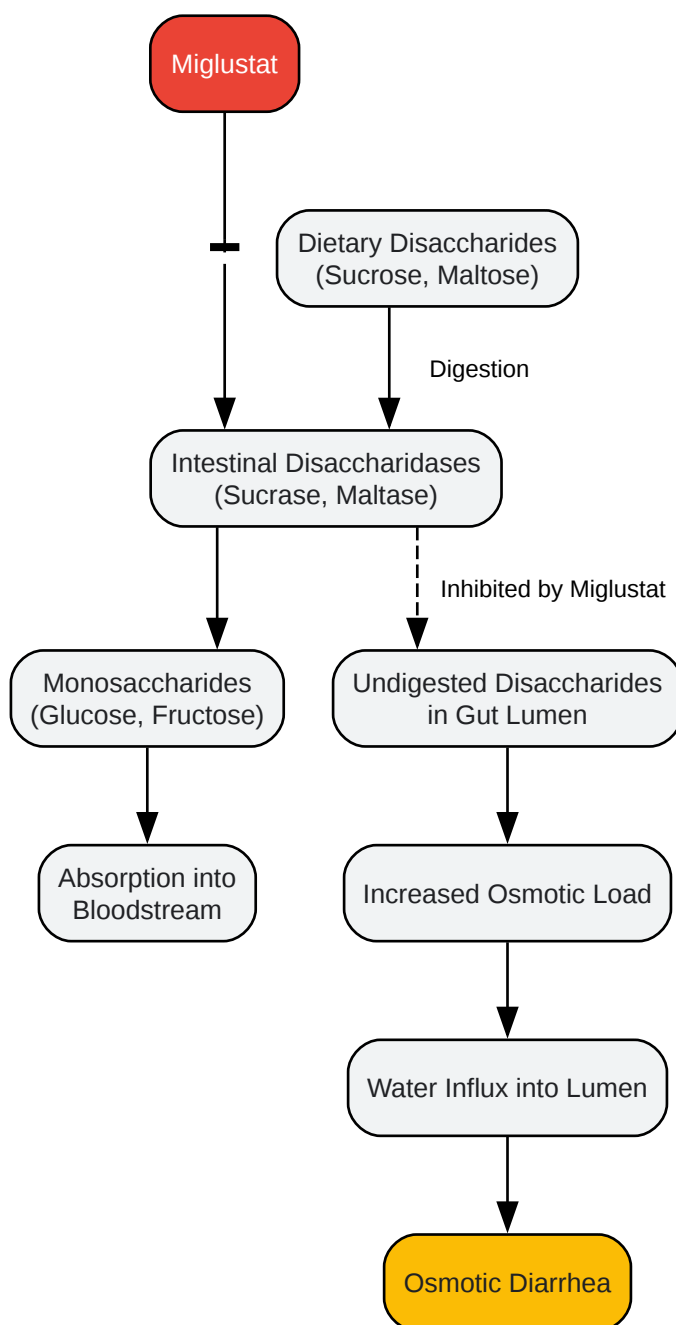 Miglustat
Dietary Disaccharides
(Sucrose, Maltose)
Digestion
Intestinal Disaccharidases
(Sucrase, Maltase)
Inhibited by Miglustat
Monosaccharides
(Glucose, Fructose)
Undigested Disaccharides
in Gut Lumen
Absorption into
Bloodstream
Increased Osmotic Load
Water Influx into Lumen
Osmotic Diarrhea